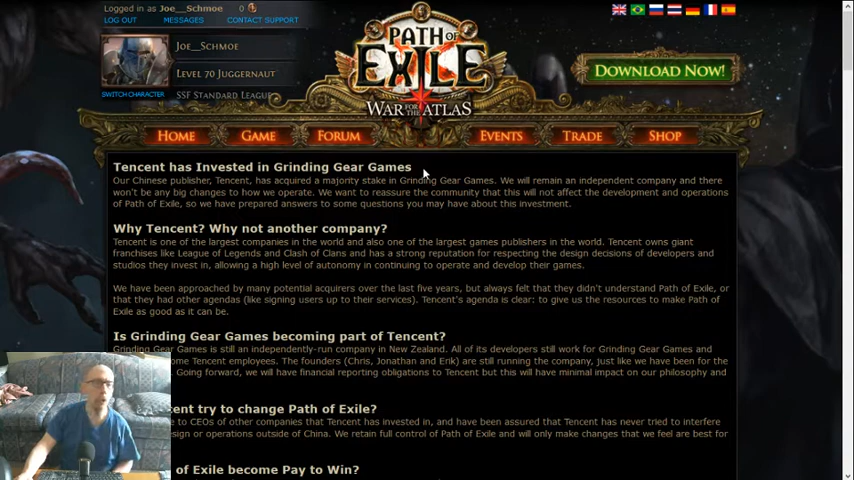 Logged in as Joe__Schmoe 0
LOG OUT MESSAGES CONTACT SUPPORT
Joe__Schmoe
Level 70 Juggernaut
SSF Standard League
SWITCH CHARACTER
PATH OF EXILE
WAR FOR THE ATLAS
DOWNLOAD NOW!
HOME GAME FORUM EVENTS TRADE SHOP
Tencent has Invested in Grinding Gear Games
Our Chinese publisher, Tencent, has acquired a majority stake in Grinding Gear Games. We will remain an independent company and there
won't be any big changes to how we operate. We want to reassure the community that this will not affect the development and operations
of Path of Exile, so we have prepared answers to some questions you may have about this investment.
Why Tencent? Why not another company?
Tencent is one of the largest companies in the world and also one of the largest games publishers in the world. Tencent owns giant
franchises like League of Legends and Clash of Clans and has a strong reputation for respecting the design decisions of developers and
studios they invest in, allowing a high level of autonomy in continuing to operate and develop their games.
We have been approached by many potential acquirers over the last five years, but always felt that they didn't understand Path of Exile, or
that they had other agendas (like signing users up to their services). Tencent's agenda is clear: to give us the resources to make Path of
Exile as good as it can be.
Is Grinding Gear Games becoming part of Tencent?
Grinding Gear Games is still an independently-run company in New Zealand. All of its developers still work for Grinding Gear Games and
ome Tencent employees. The founders (Chris, Jonathan and Erik) are still running the company, just like we have been for the
Going forward, we will have financial reporting obligations to Tencent but this will have minimal impact on our philosophy and
cent try to change Path of Exile?
e to CEOs of other companies that Tencent has invested in, and have been assured that Tencent has never tried to interfere
sign or operations outside of China. We retain full control of Path of Exile and will only make changes that we feel are best for
of Exile become Pay to Win?